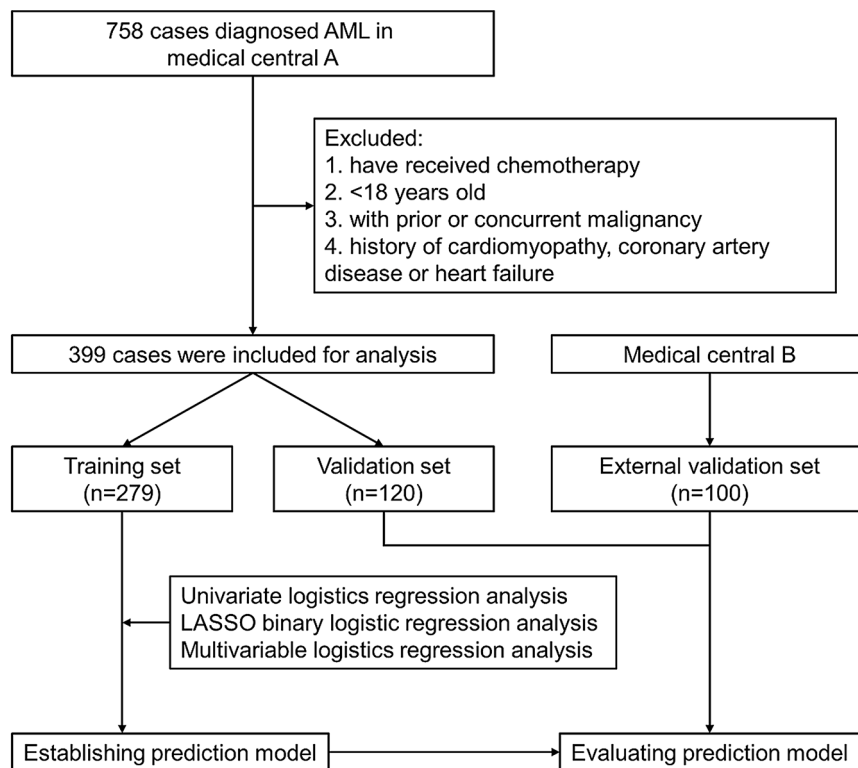 758 cases diagnosed AML in
medical central A
Excluded:
1. have received chemotherapy
2. <18 years old
3. with prior or concurrent malignancy
4. history of cardiomyopathy, coronary artery
disease or heart failure
399 cases were included for analysis
Medical central B
Training set
(n=279)
Validation set
(n=120)
External validation set
(n=100)
Univariate logistics regression analysis
LASSO binary logistic regression analysis
Multivariable logistics regression analysis
Establishing prediction model
Evaluating prediction model